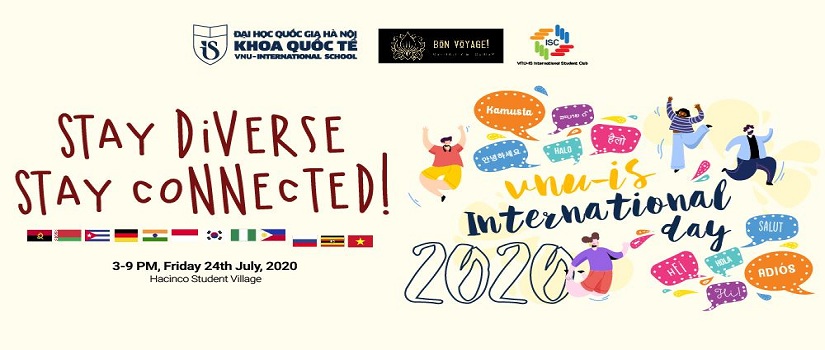 ĐẠI HỌC QUỐC GIA HÀ NỘI
KHOA QUỐC TẾ
VNU-INTERNATIONAL SCHOOL
BON VOYAGE!
ISC
VNU-IS International Student Club
STAY DiVERSE
STAY CONNECTED!
3-9 PM, Friday 24th July, 2020
Hacinco Student Village
Kamusta
안녕하세요
HALO
हैलो
vnu-is
International
day
2020
SALUT
HEI
HOLA
ADIÓS
Hi!